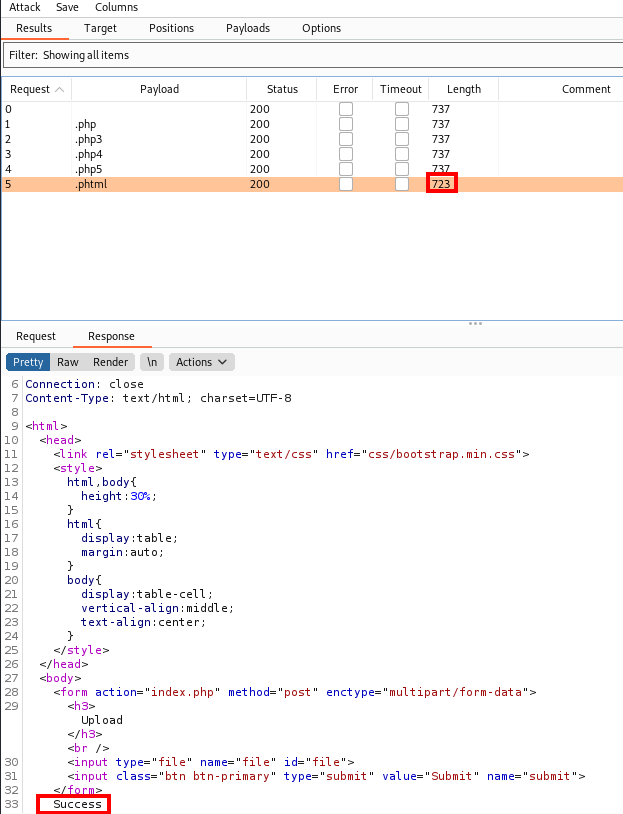 Attack Save Columns
Results Target Positions Payloads Options
Filter: Showing all items
Request Payload Status Error Timeout Length Comment
0 200 737
1 .php 200 737
2 .php3 200 737
3 .php4 200 737
4 .php5 200 737
5 .phtml 200 723
Request Response
Pretty Raw Render \n Actions
6 Connection: close
7 Content-Type: text/html; charset=UTF-8
8
9 <html>
10 <head>
11 <link rel="stylesheet" type="text/css" href="css/bootstrap.min.css">
12 <style>
13 html,body{
14 height:30%;
15 }
16 html{
17 display:table;
18 margin:auto;
19 }
20 body{
21 display:table-cell;
22 vertical-align:middle;
23 text-align:center;
24 }
25 </style>
26 </head>
27 <body>
28 <form action="index.php" method="post" enctype="multipart/form-data">
29 <h3>
Upload
</h3>
<br />
30 <input type="file" name="file" id="file">
31 <input class="btn btn-primary" type="submit" value="Submit" name="submit">
32 </form>
33 Success